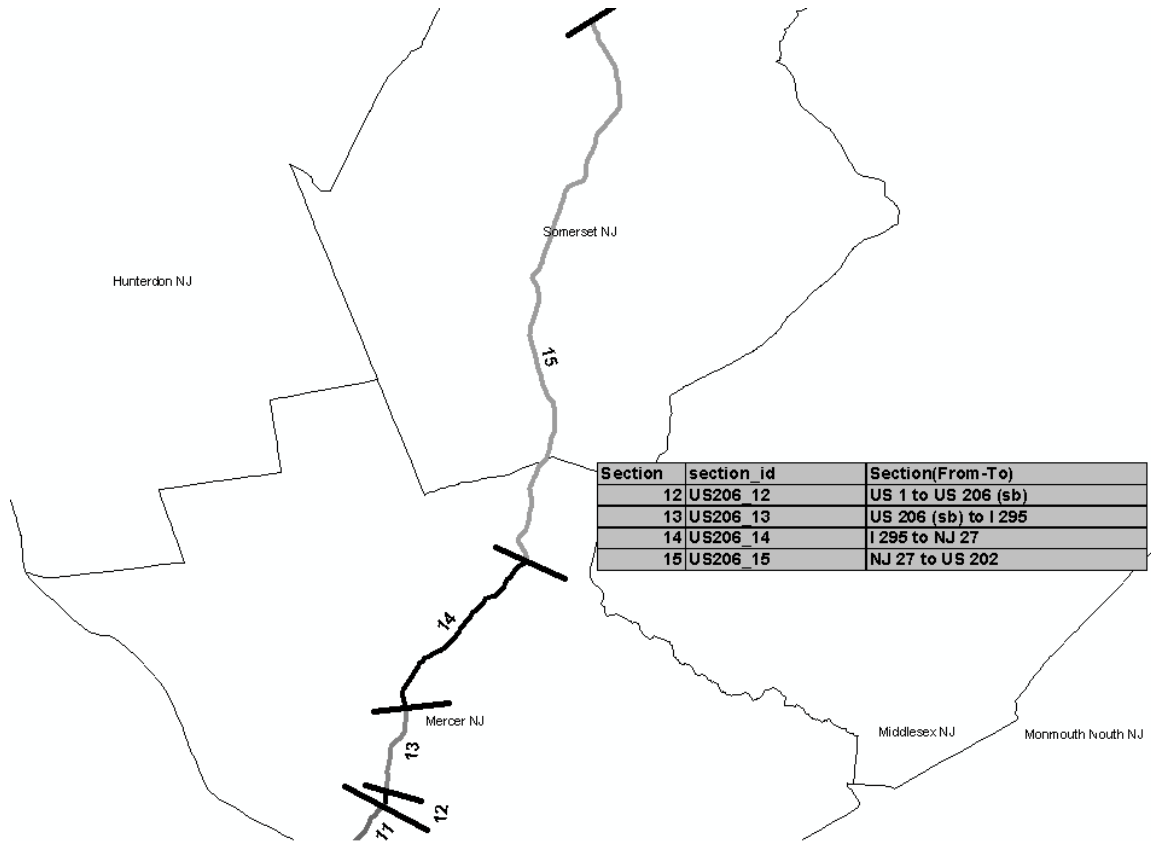 Somerset NJ
Hunterdon NJ
15
Section section_id Section(From-To)
12 US206_12 US 1 to US 206 (sb)
13 US206_13 US 206 (sb) to I 295
14 US206_14 I 295 to NJ 27
15 US206_15 NJ 27 to US 202
14
Mercer NJ
Middlesex NJ
Monmouth Nouth NJ
13
12
11